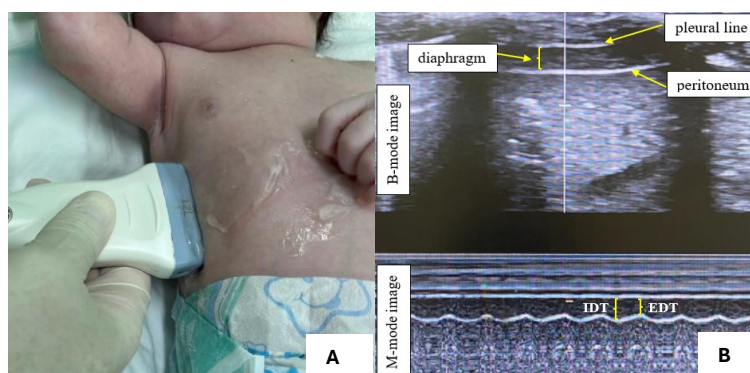 A
B-mode image
diaphragm
pleural line
peritoneum
M-mode image
IDT
EDT
B